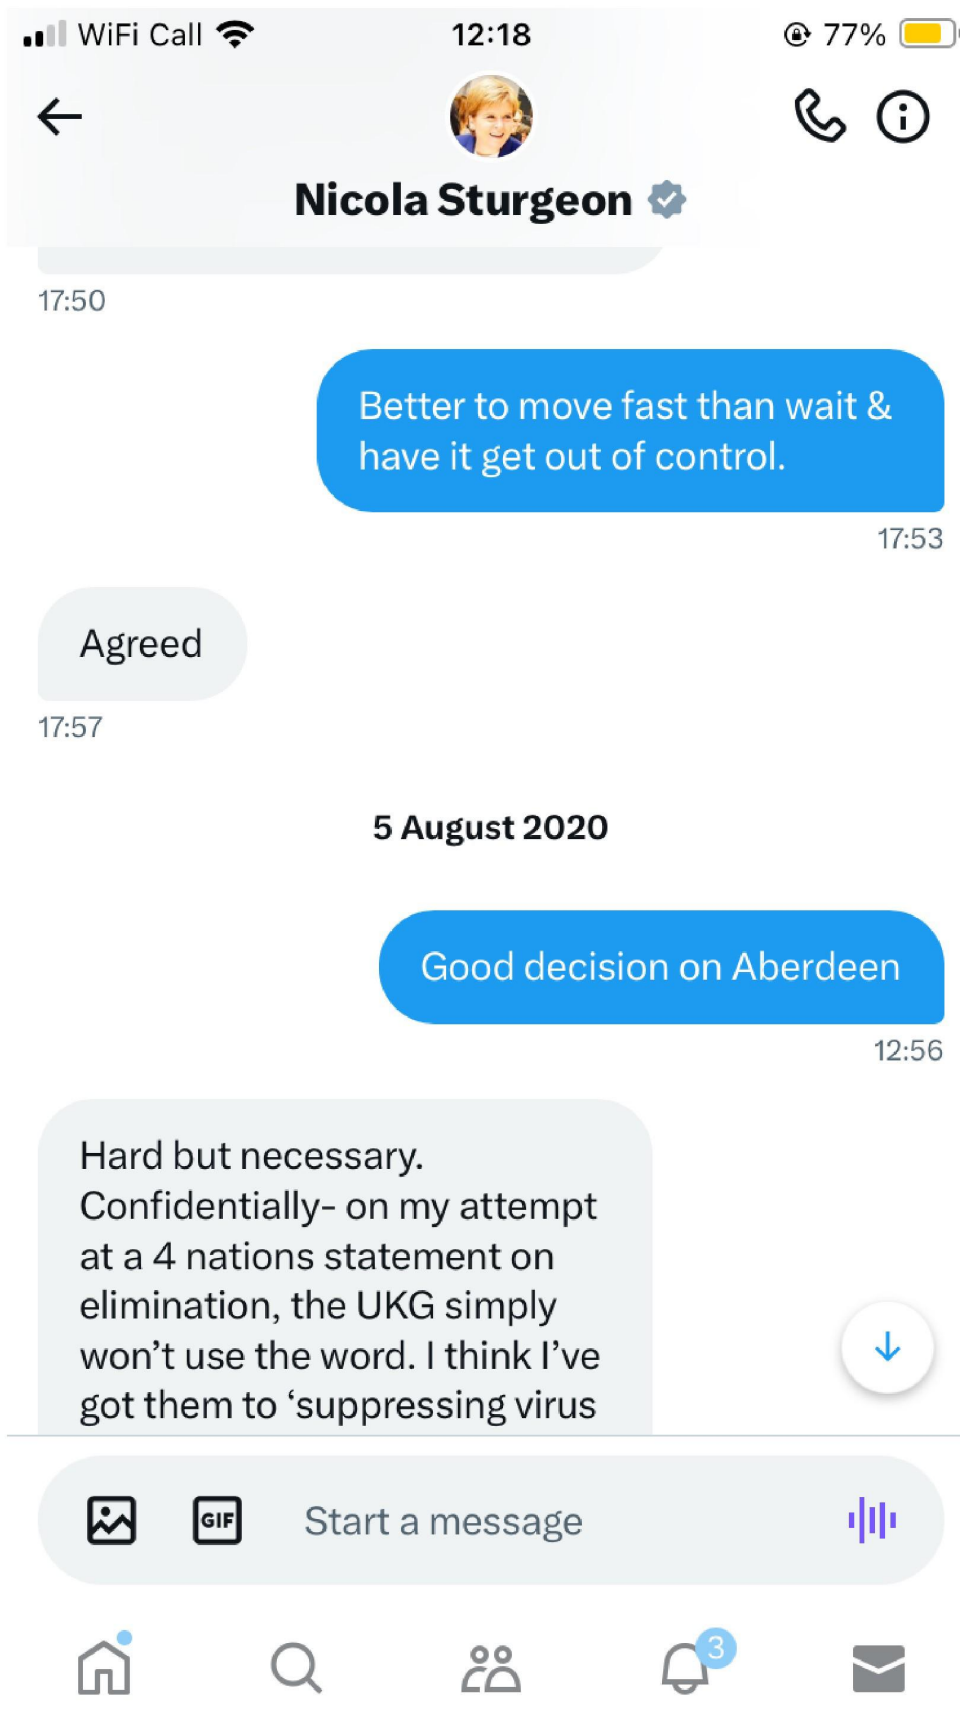 WiFi Call 12:18 77%
Nicola Sturgeon
17:50
Better to move fast than wait &
have it get out of control.
17:53
Agreed
17:57
5 August 2020
Good decision on Aberdeen
12:56
Hard but necessary.
Confidentially- on my attempt
at a 4 nations statement on
elimination, the UKG simply
won’t use the word. I think I’ve
got them to ‘suppressing virus
GIF Start a message
3